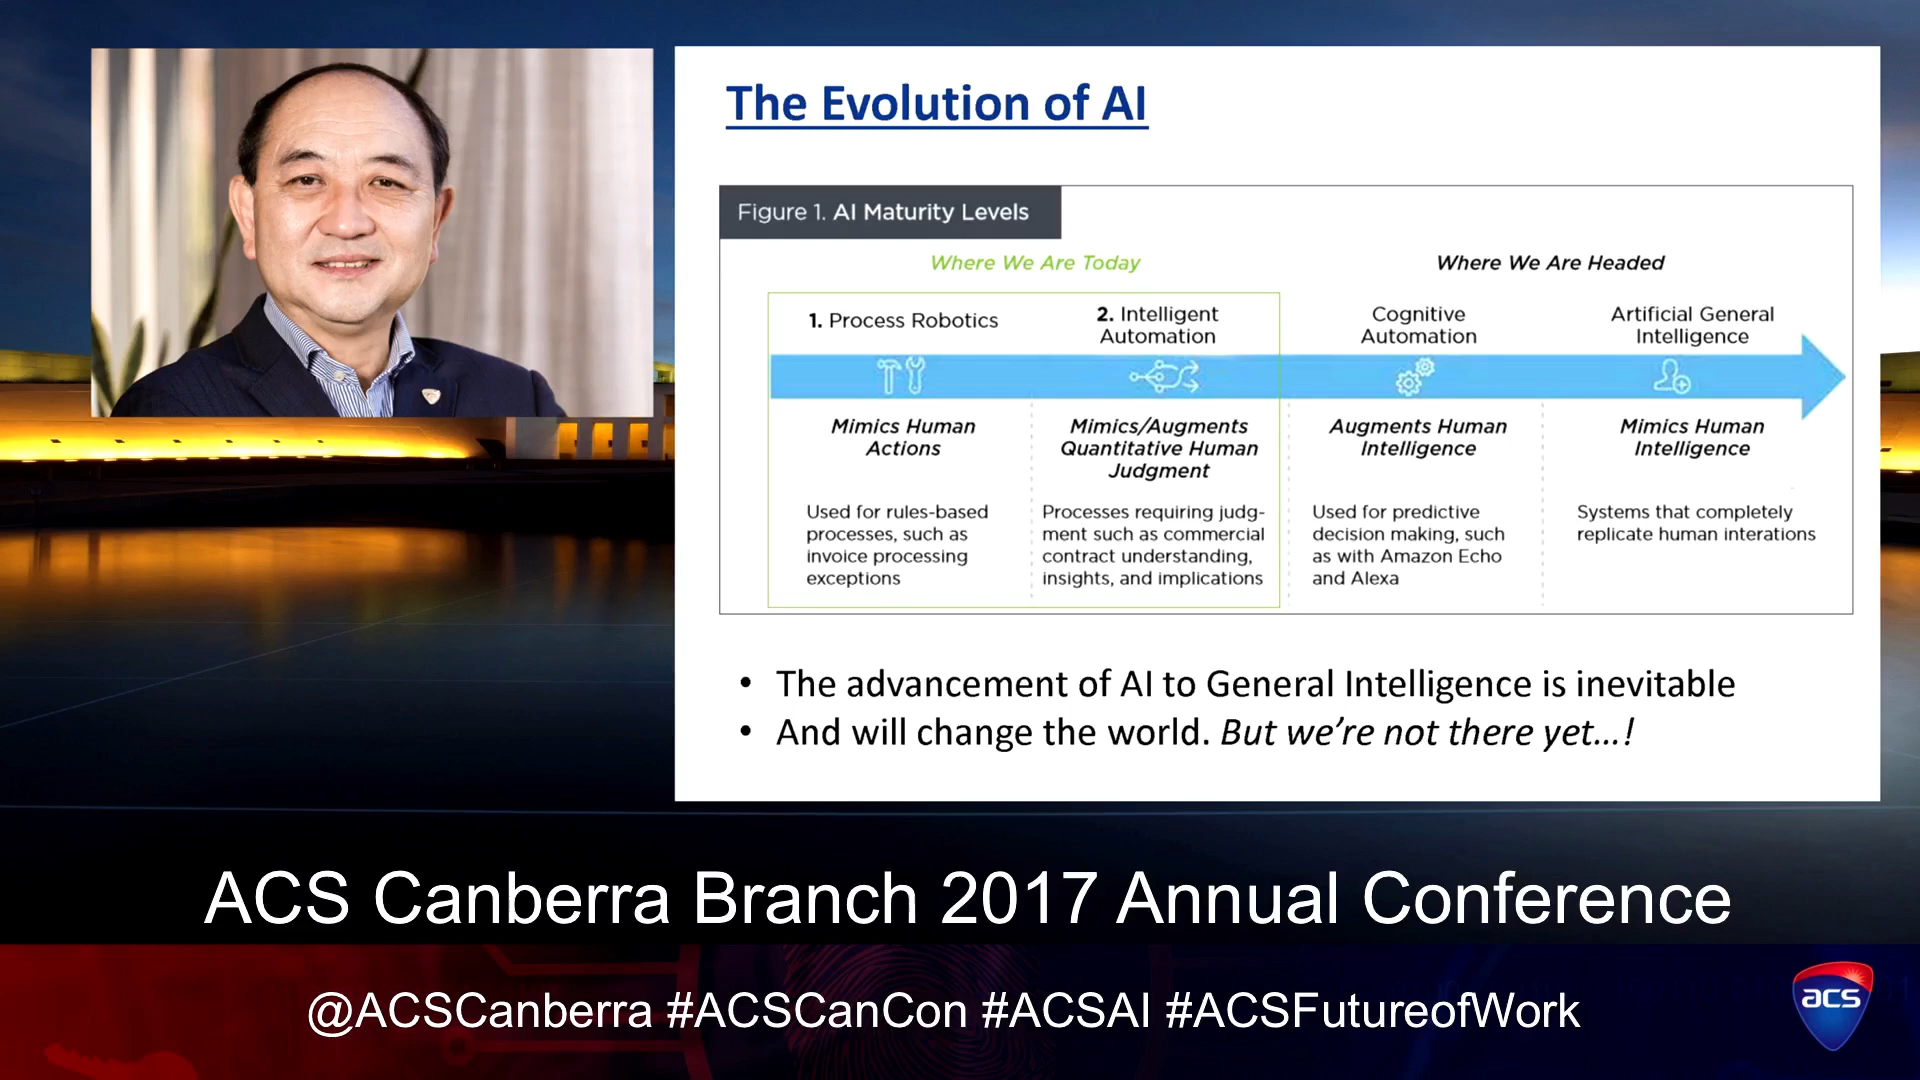 The Evolution of AI
Figure 1. AI Maturity Levels
Where We Are Today
Where We Are Headed
1. Process Robotics
2. Intelligent
Automation
Cognitive
Automation
Artificial General
Intelligence
Mimics Human
Actions
Mimics/Augments
Quantitative Human
Judgment
Augments Human
Intelligence
Mimics Human
Intelligence
Used for rules-based
processes, such as
invoice processing
exceptions
Processes requiring judg-
ment such as commercial
contract understanding,
insights, and implications
Used for predictive
decision making, such
as with Amazon Echo
and Alexa
Systems that completely
replicate human interations
• The advancement of AI to General Intelligence is inevitable
• And will change the world. But we're not there yet...!
ACS Canberra Branch 2017 Annual Conference
@ACSCanberra #ACSCanCon #ACSAI #ACSFutureofWork
acs